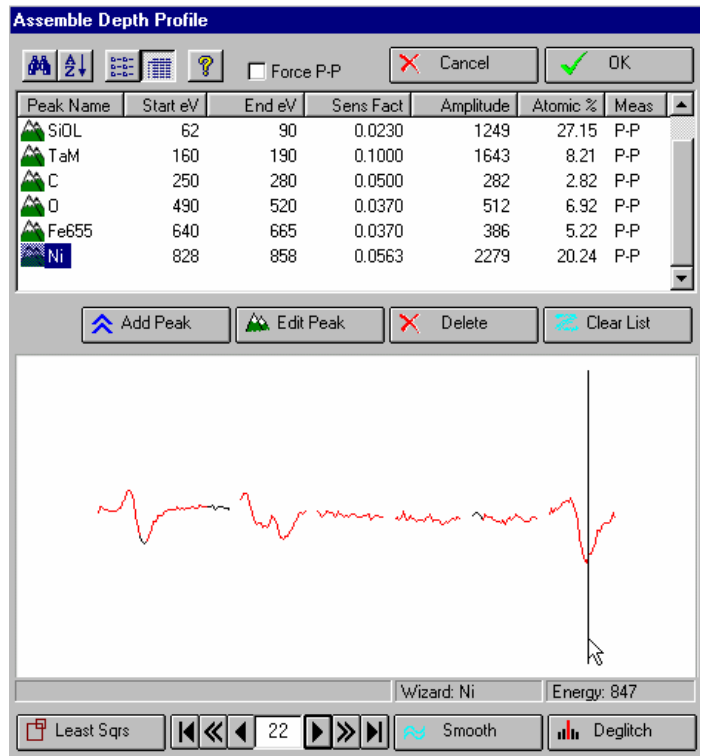 Assemble Depth Profile
Force P-P
Cancel
OK
Peak Name Start eV End eV Sens Fact Amplitude Atomic % Meas
SiOL 62 90 0.0230 1249 27.15 P-P
TaM 160 190 0.1000 1643 8.21 P-P
C 250 280 0.0500 282 2.82 P-P
O 490 520 0.0370 512 6.92 P-P
Fe655 640 665 0.0370 386 5.22 P-P
Ni 828 858 0.0563 2279 20.24 P-P
Add Peak Edit Peak Delete Clear List
Wizard: Ni Energy: 847
Least Sqrs 22 Smooth Deglitch